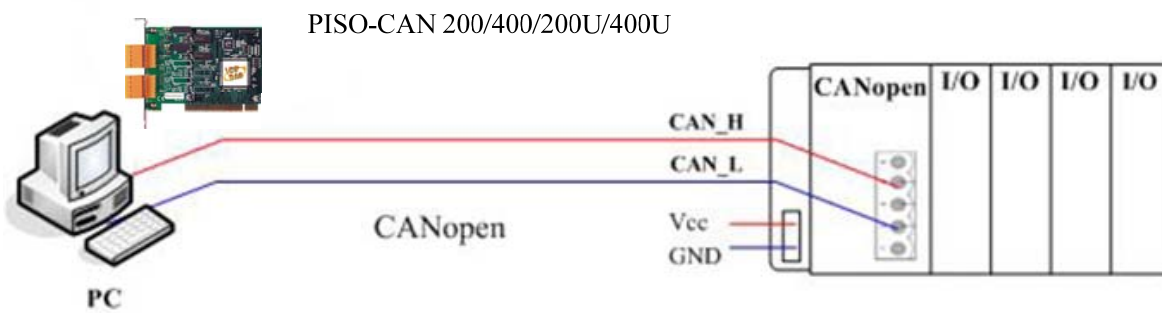 PISO-CAN 200/400/200U/400U
CANopen I/O I/O I/O I/O
CAN_H
CAN_L
CANopen
Vcc
GND
PC